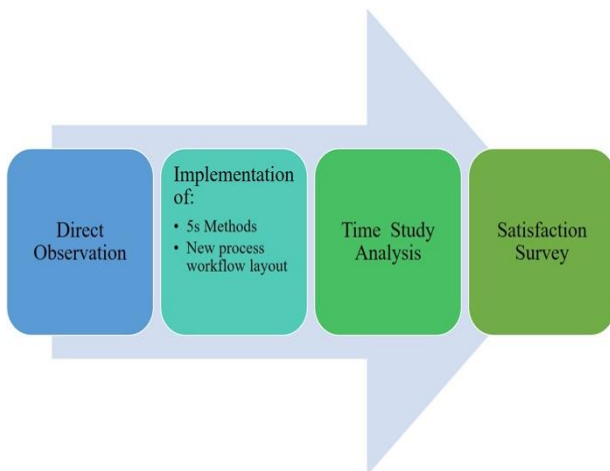 Direct
Observation
Implementation
of:
• 5s Methods
• New process
workflow layout
Time Study
Analysis
Satisfaction
Survey